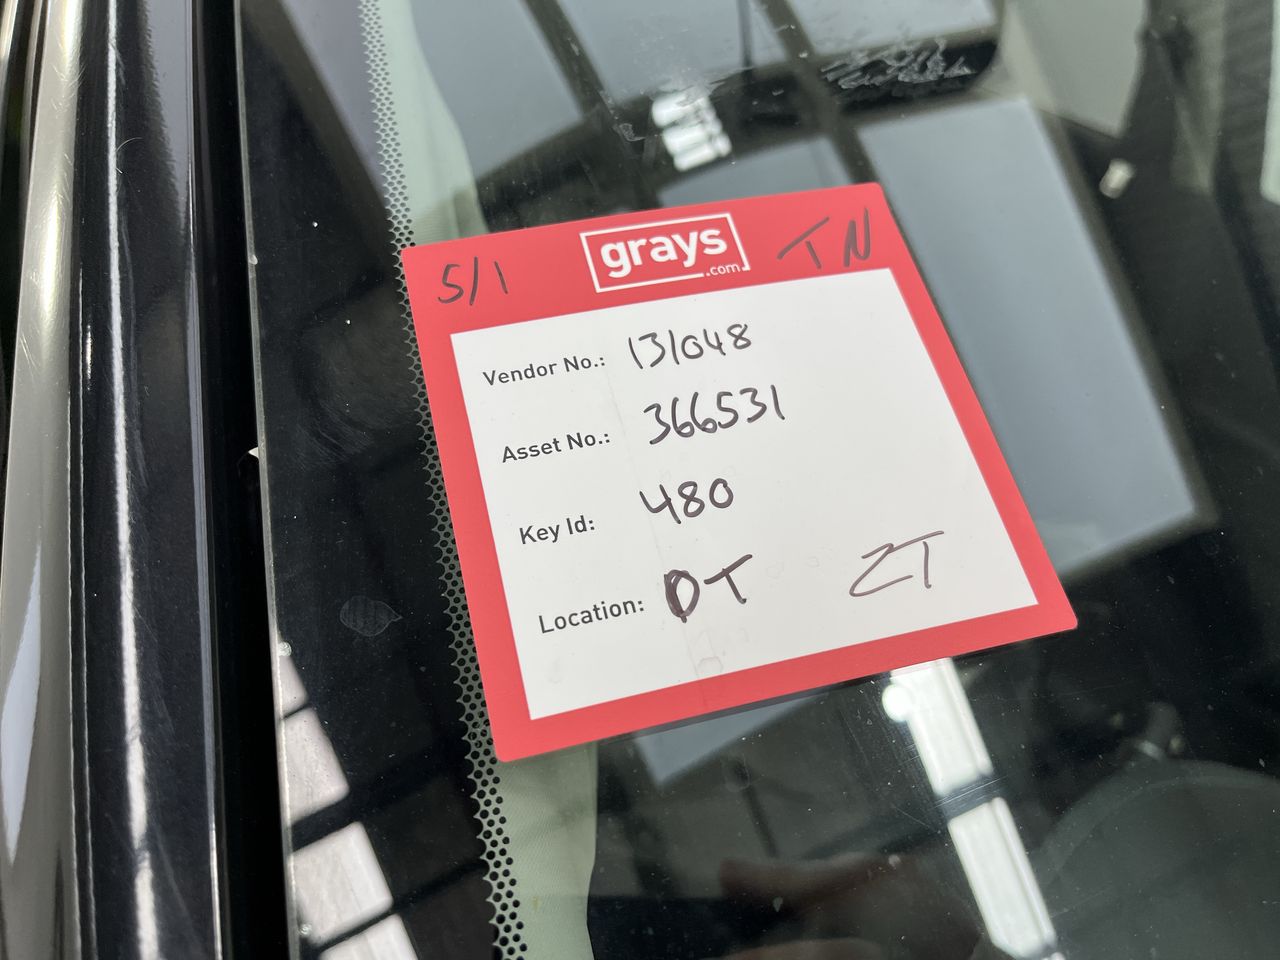 5/1 grays.com TN
Vendor No.: 131048
Asset No.: 366531
Key Id: 480
Location: DT ZT